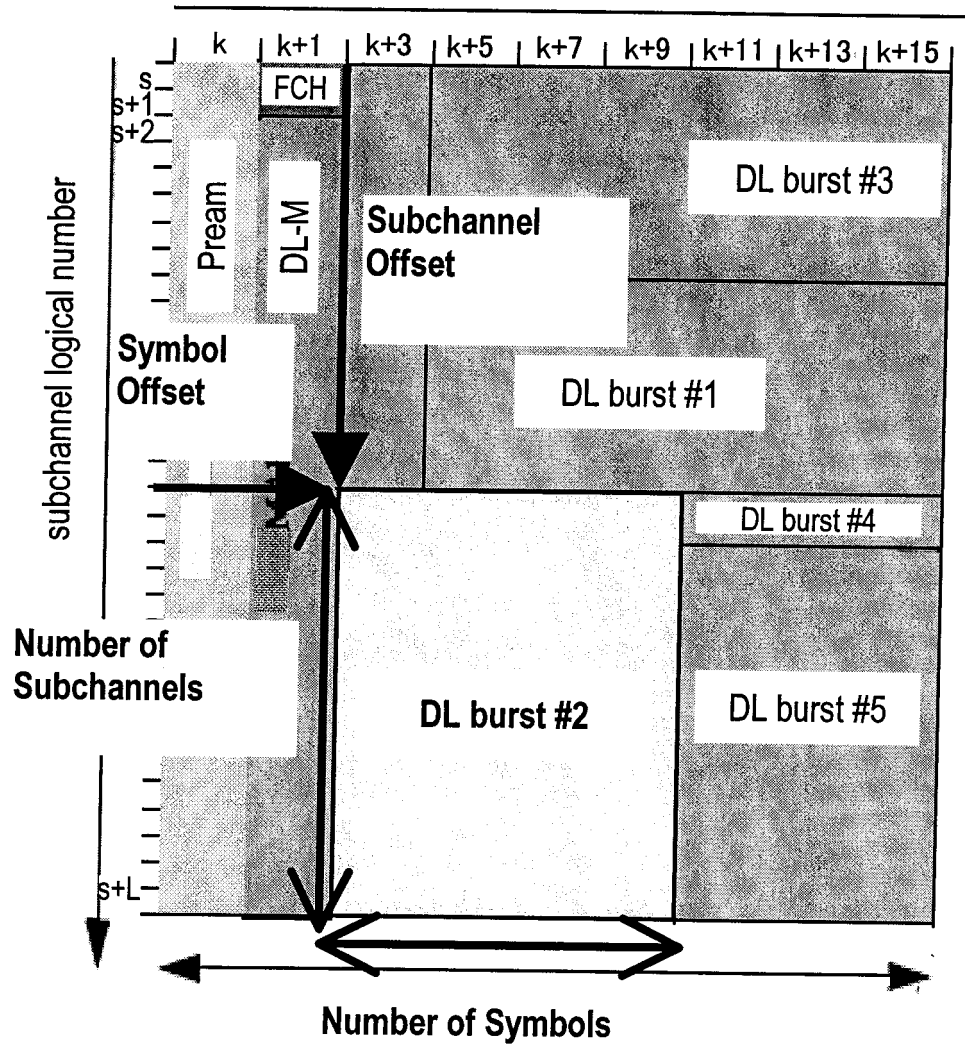 k k+1 k+3 k+5 k+7 k+9 k+11 k+13 k+15
s
s+1
s+2
s+L
subchannel logical number
FCH
Pream
DL-M
Subchannel
Offset
DL burst #3
Symbol
Offset
DL burst #1
DL burst #4
Number of
Subchannels
DL burst #2
DL burst #5
Number of Symbols